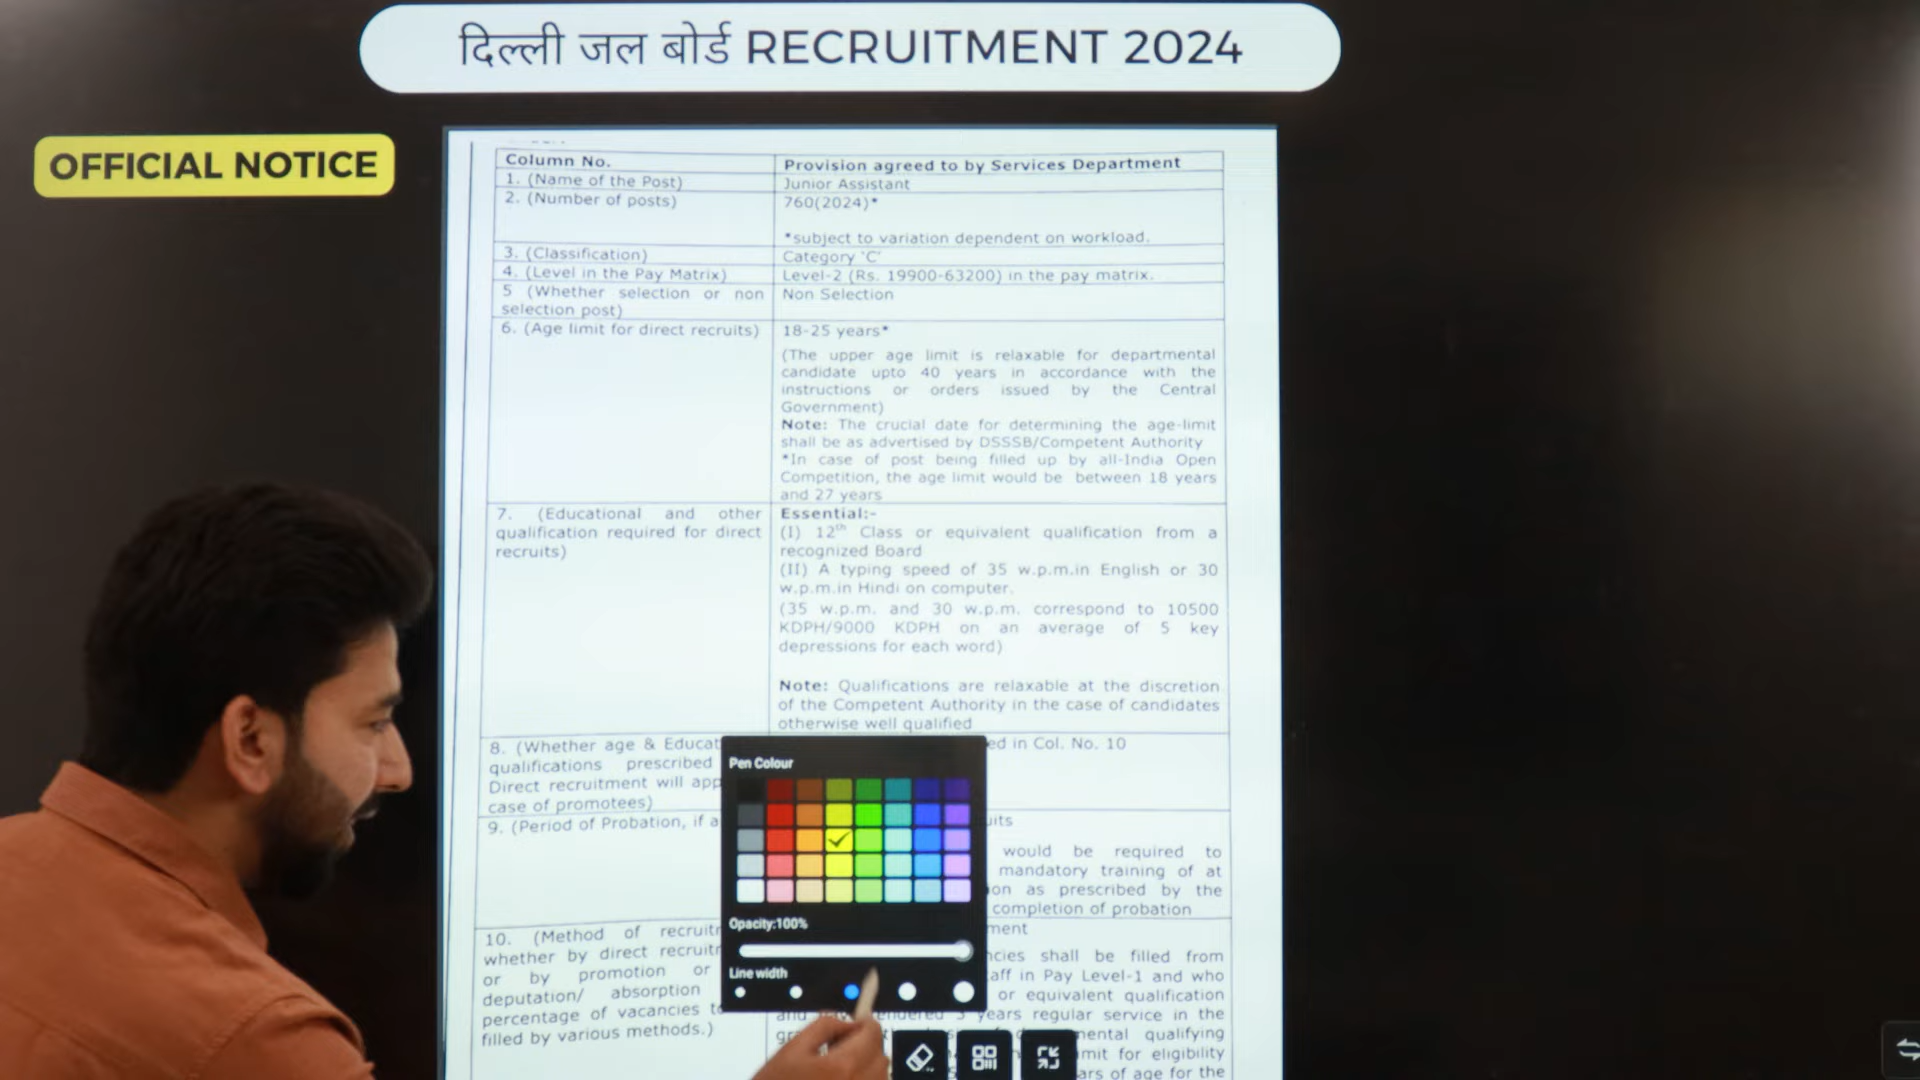 दिल्ली जल बोर्ड RECRUITMENT 2024
OFFICIAL NOTICE
Column No.
Provision agreed to by Services Department
1. (Name of the Post)
Junior Assistant
2. (Number of posts)
760(2024)*
*subject to variation dependent on workload.
3. (Classification)
Category 'C'
4. (Level in the Pay Matrix)
Level-2 (Rs. 19900-63200) in the pay matrix.
5 (Whether selection or non
selection post)
Non Selection
6. (Age limit for direct recruits)
18-25 years*
(The upper age limit is relaxable for departmental
candidate upto 40 years in accordance with the
instructions or orders issued by the Central
Government)
Note: The crucial date for determining the age-limit
shall be as advertised by DSSSB/Competent Authority
*In case of post being filled up by all-India Open
Competition, the age limit would be between 18 years
and 27 years
7. (Educational and other
qualification required for direct
recruits)
Essential:-
(I) 12th Class or equivalent qualification from a
recognized Board
(II) A typing speed of 35 w.p.m.in English or 30
w.p.m.in Hindi on computer.
(35 w.p.m. and 30 w.p.m. correspond to 10500
KDPH/9000 KDPH on an average of 5 key
depressions for each word)
Note: Qualifications are relaxable at the discretion
of the Competent Authority in the case of candidates
otherwise well qualified
8. (Whether age & Educat
qualifications prescribed
Direct recruitment will app
case of promotees)
ed in Col. No. 10
9. (Period of Probation, if a
uits
would be required to
mandatory training of at
on as prescribed by the
completion of probation
10. (Method of recruitr
whether by direct recruitr
or by promotion or
deputation/ absorption
percentage of vacancies to
filled by various methods.)
ment
ncies shall be filled from
aff in Pay Level-1 and who
or equivalent qualification
years regular service in the
mental qualifying
mit for eligibility
ars of age for the
Pen Colour
Opacity:100%
Line width